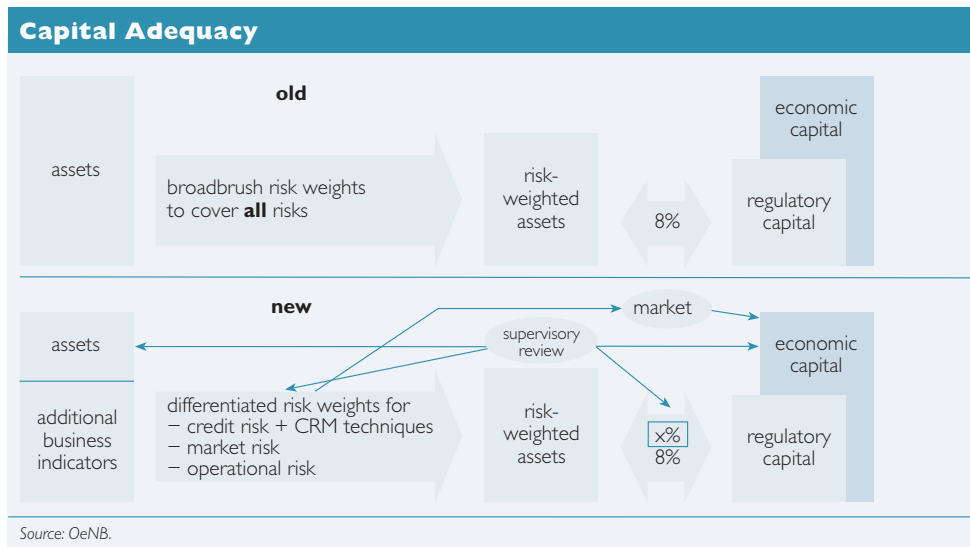 Capital Adequacy
old
assets
broadbrush risk weights
to cover all risks
risk-
weighted
assets
8%
economic
capital
regulatory
capital
new
assets
additional
business
indicators
differentiated risk weights for
– credit risk + CRM techniques
– market risk
– operational risk
supervisory
review
market
risk-
weighted
assets
x%
8%
economic
capital
regulatory
capital
Source: OeNB.